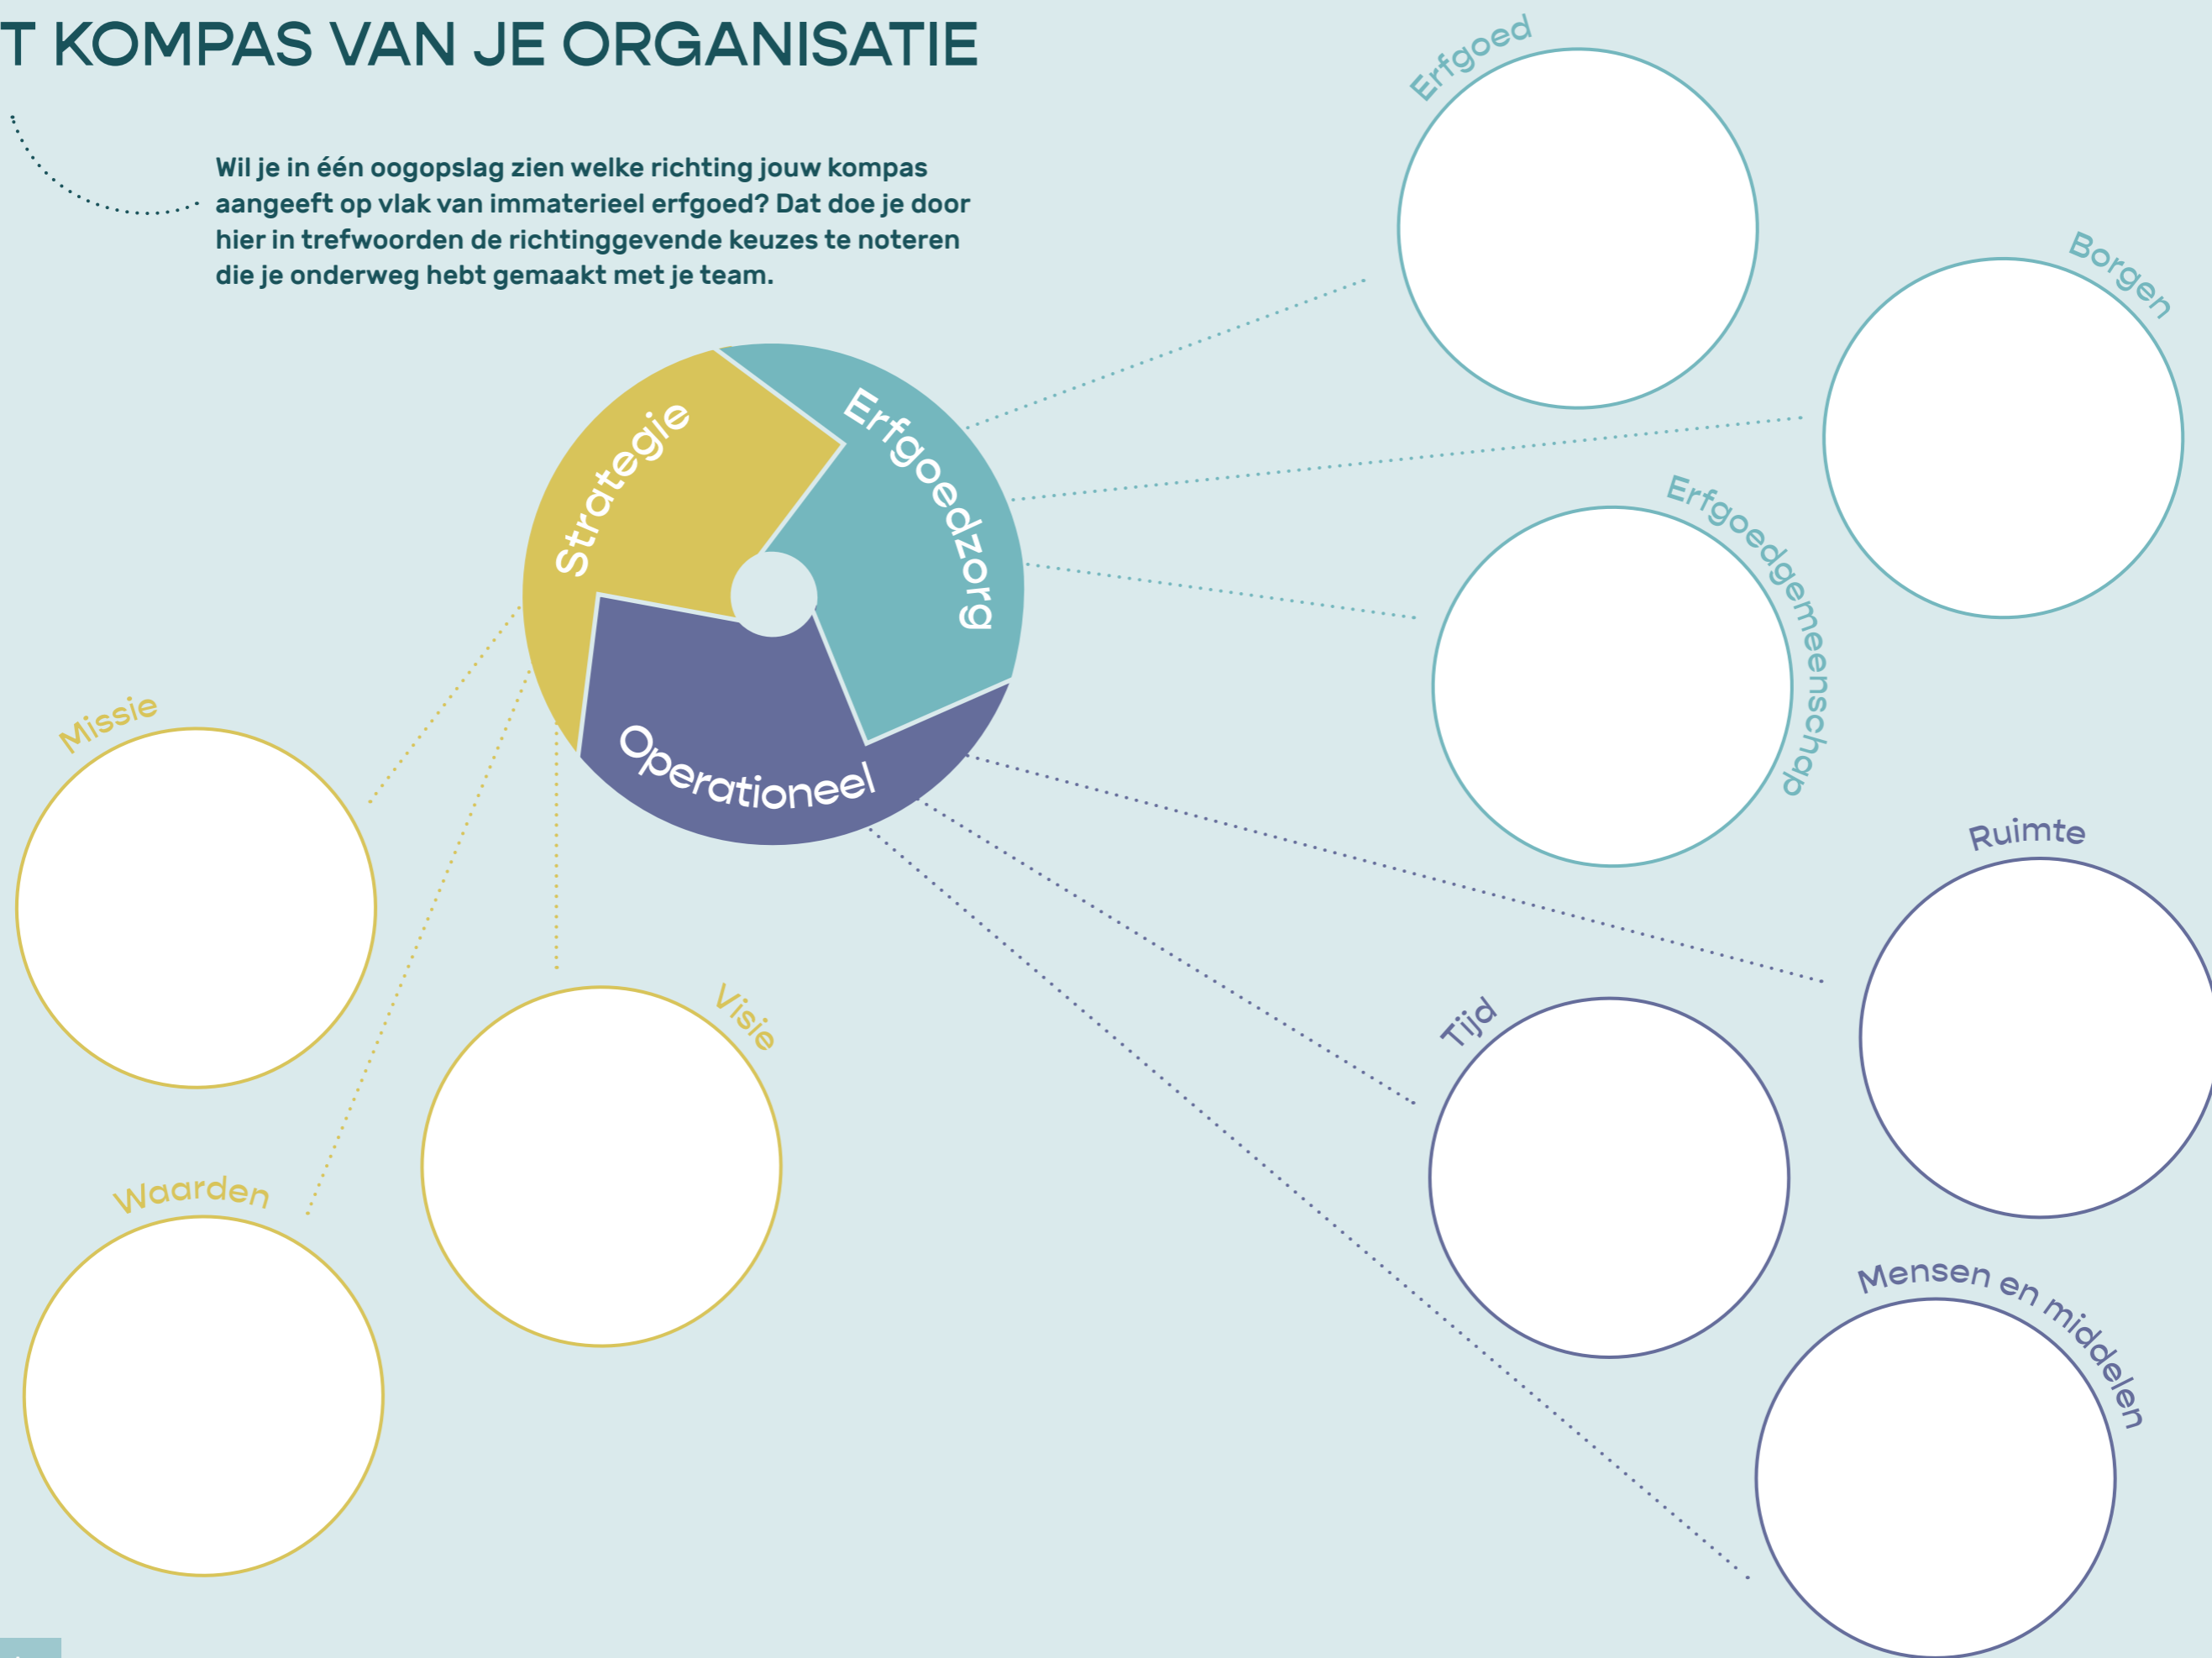 T KOMPAS VAN JE ORGANISATIE
Wil je in één oogopslag zien welke richting jouw kompas
aangeeft op vlak van immaterieel erfgoed? Dat doe je door
hier in trefwoorden de richtinggevende keuzes te noteren
die je onderweg hebt gemaakt met je team.
Strategie
Erfgoedzorg
Operationeel
Erfgoed
Borgen
Erfgoedgemeenschap
Missie
Visie
Waarden
Ruimte
Tijd
Mensen en middelen